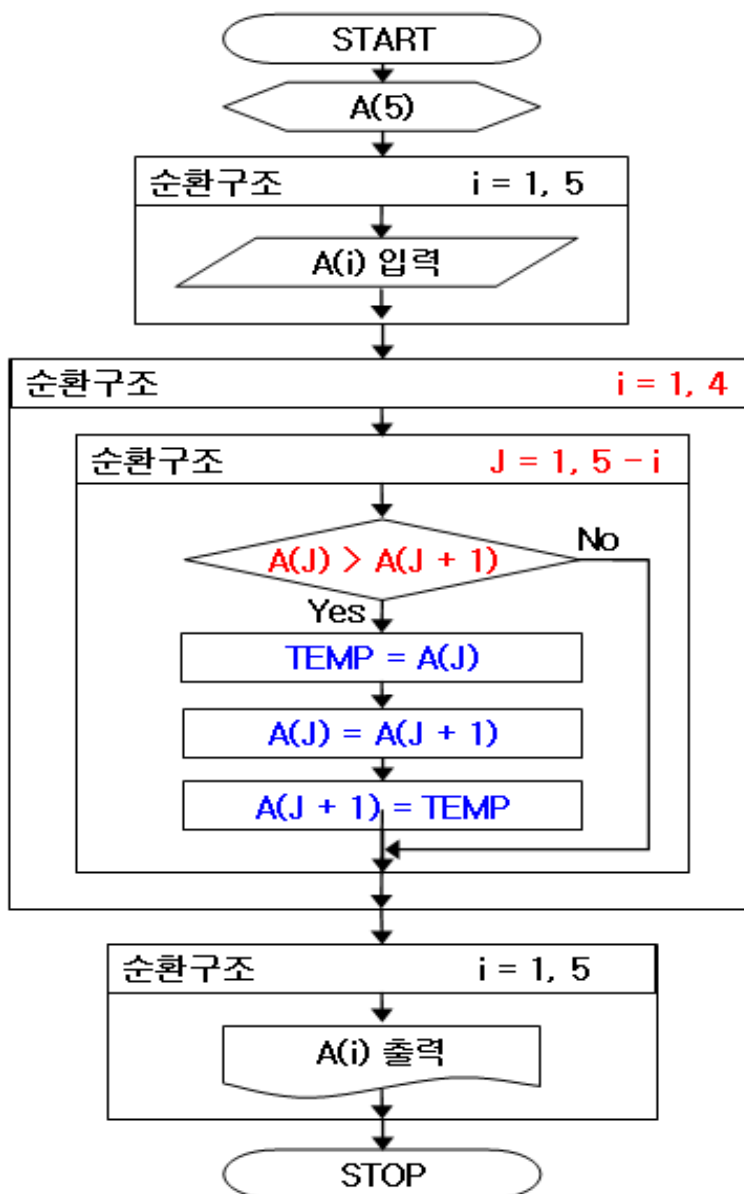 START
A(5)
순환구조 i = 1, 5
A(i) 입력
순환구조 i = 1, 4
순환구조 J = 1, 5 - i
A(J) > A(J + 1)
No
Yes
TEMP = A(J)
A(J) = A(J + 1)
A(J + 1) = TEMP
순환구조 i = 1, 5
A(i) 출력
STOP